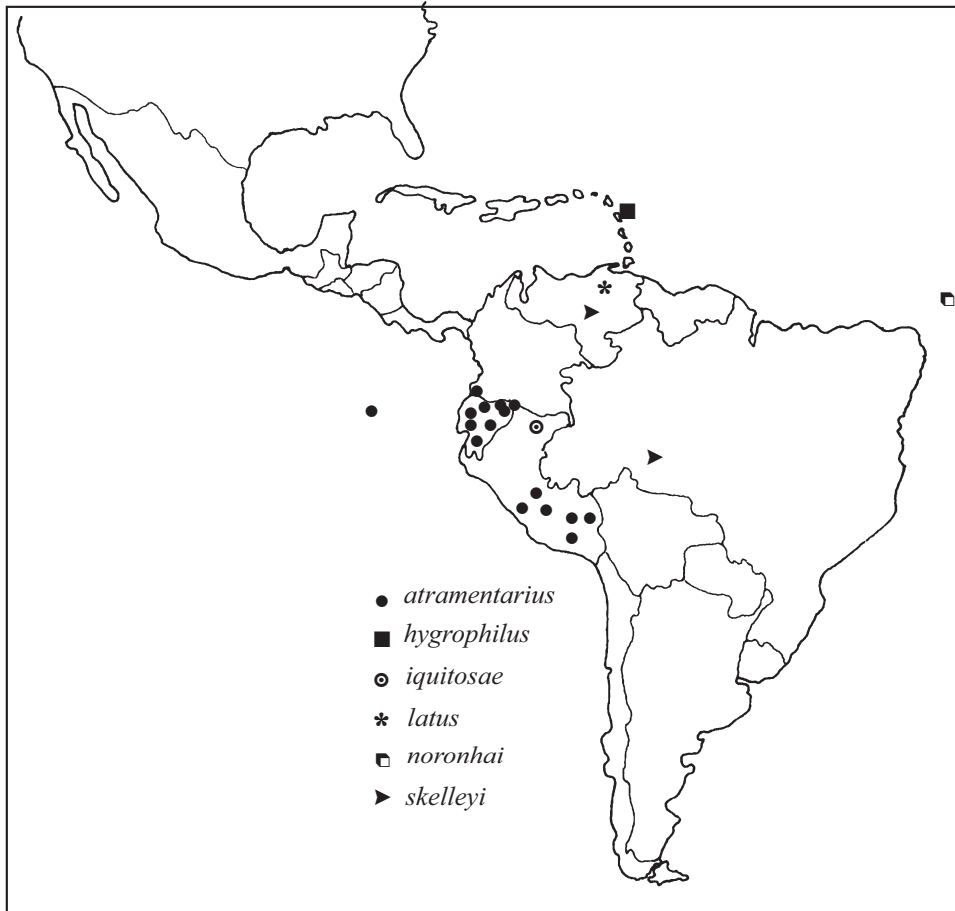 atramentarius
hygrophilus
iquitosae
latus
noronhai
skelleyi